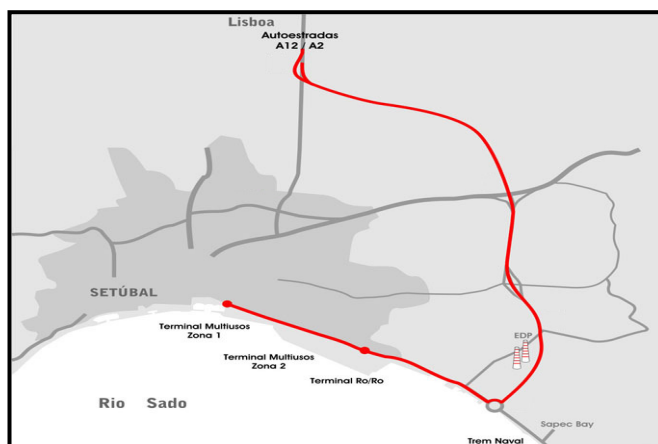 Lisboa
Autoestradas
A12 / A2
SETÚBAL
Terminal Multiusos
Zona 1
Terminal Multiusos
Zona 2
EDP
Terminal Ro/Ro
Rio Sado
Sapec Bay
Trem Naval